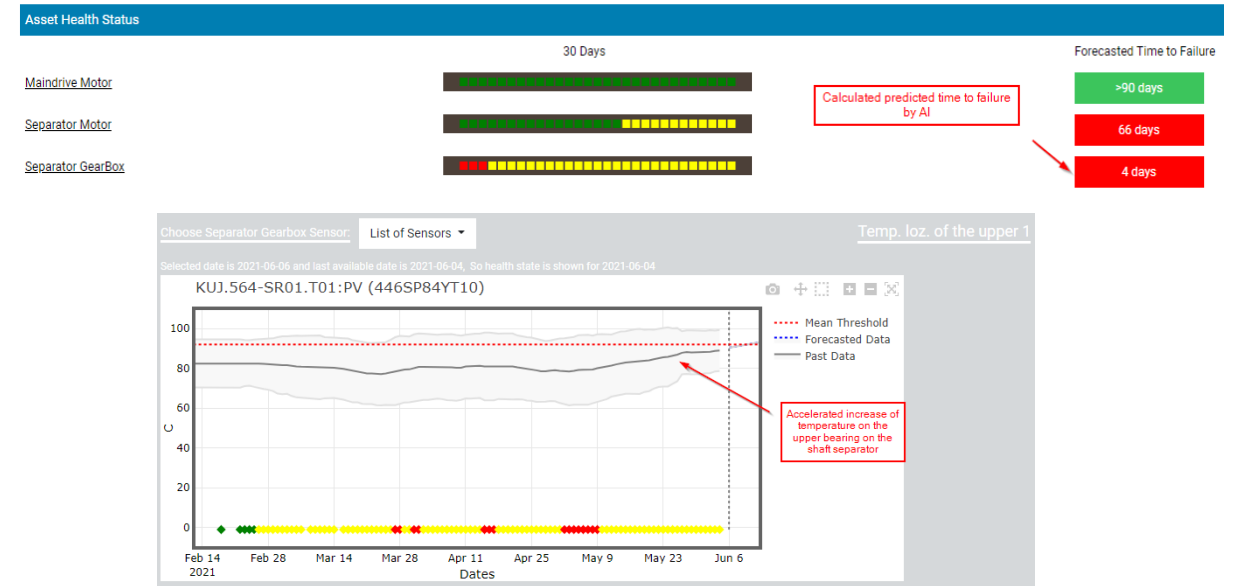 Asset Health Status
30 Days
Forecasted Time to Failure
Maindrive Motor
>90 days
Calculated predicted time to failure
by AI
Separator Motor
66 days
Separator GearBox
4 days
Choose Separator Gearbox Sensor:
List of Sensors
Temp. loz. of the upper 1
Selected date is 2021-06-06 and last available date is 2021-06-04, So health state is shown for 2021-06-04
KUJ.564-SR01.T01:PV (446SP84YT10)
Mean Threshold
Forecasted Data
Past Data
100
80
60
40
20
0
C
Accelerated increase of
temperature on the
upper bearing on the
shaft separator
Feb 14
2021
Feb 28
Mar 14
Mar 28
Apr 11
Apr 25
May 9
May 23
Jun 6
Dates